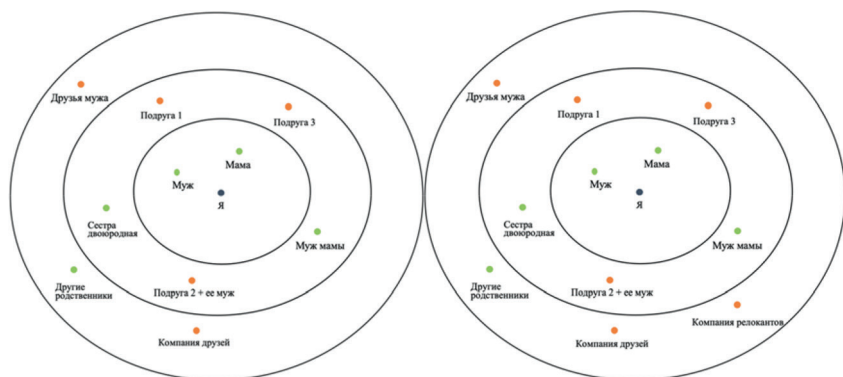 Друзья мужа
Подруга 1
Подруга 3
Мама
Муж
Я
Сестра
двоюродная
Муж мамы
Другие
родственники
Подруга 2 + ее муж
Компания друзей
Друзья мужа
Подруга 1
Подруга 3
Мама
Муж
Я
Сестра
двоюродная
Муж мамы
Другие
родственники
Подруга 2 + ее муж
Компания релокантов
Компания друзей